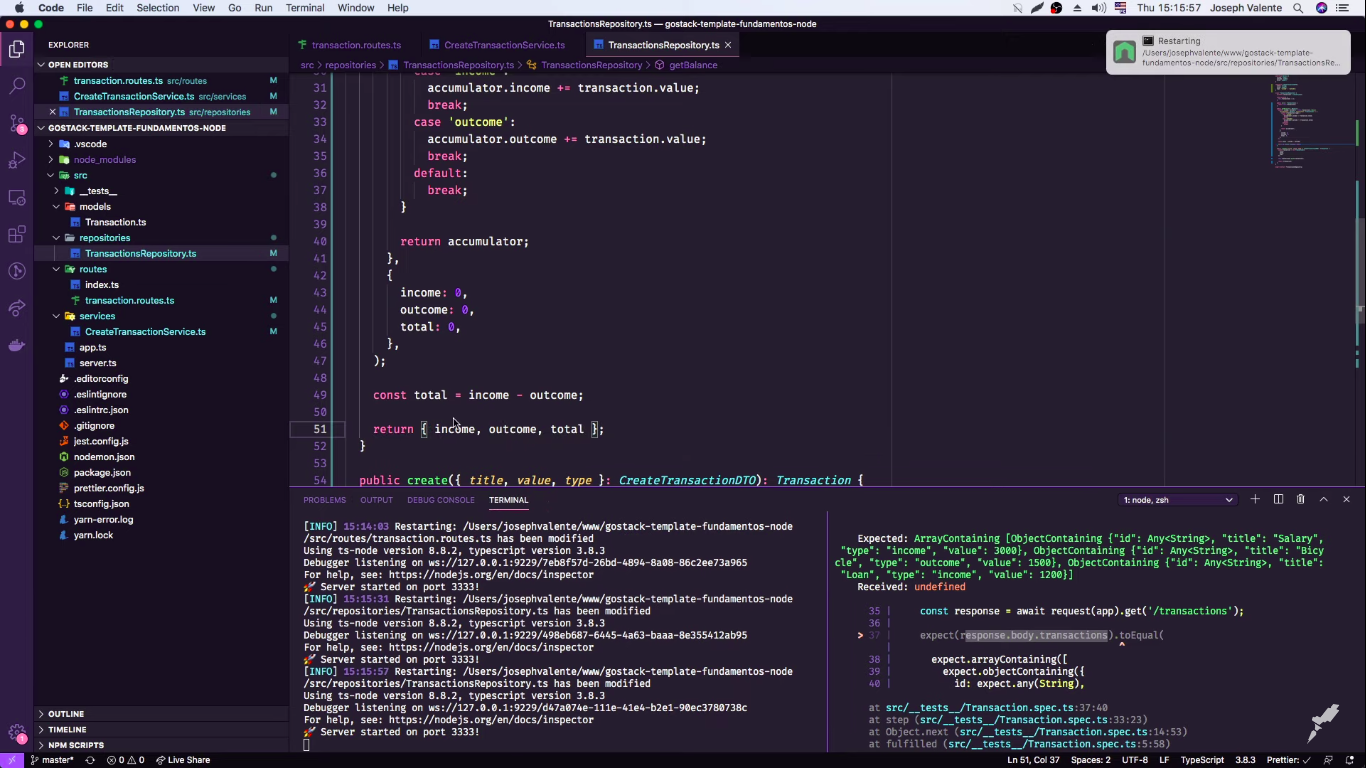 Code File Edit Selection View Go Run Terminal Window Help Thu 15:15:57 Joseph Valente
TransactionsRepository.ts — gostack-template-fundamentos-node
Restarting
/Users/josephvalente/www/gostack-template-
fundamentos-node/src/repositories/TransactionsRe...
EXPLORER
OPEN EDITORS
transaction.routes.ts src/routes
CreateTransactionService.ts src/services
TransactionsRepository.ts src/repositories
GOSTACK-TEMPLATE-FUNDAMENTOS-NODE
.vscode
node_modules
src
__tests__
models
Transaction.ts
repositories
TransactionsRepository.ts M
routes
index.ts
transaction.routes.ts M
services
CreateTransactionService.ts M
app.ts
server.ts
.editorconfig
.eslintignore
.eslintrc.json
.gitignore
jest.config.js
nodemon.json
package.json
prettier.config.js
tsconfig.json
yarn-error.log
yarn.lock
OUTLINE
TIMELINE
NPM SCRIPTS
transaction.routes.ts CreateTransactionService.ts TransactionsRepository.ts
src > repositories > TransactionsRepository.ts > TransactionsRepository > getBalance
30 case 'income':
31 accumulator.income += transaction.value;
32 break;
33 case 'outcome':
34 accumulator.outcome += transaction.value;
35 break;
36 default:
37 break;
38 }
39
40 return accumulator;
41 },
42 {
43 income: 0,
44 outcome: 0,
45 total: 0,
46 },
47 );
48
49 const total = income - outcome;
50
51 return { income, outcome, total };
52 }
53
54 public create({ title, value, type }: CreateTransactionDTO): Transaction {
PROBLEMS OUTPUT DEBUG CONSOLE TERMINAL 1: node, zsh
[INFO] 15:14:03 Restarting: /Users/josephvalente/www/gostack-template-fundamentos-node
/src/routes/transaction.routes.ts has been modified
Using ts-node version 8.8.2, typescript version 3.8.3
Debugger listening on ws://127.0.0.1:9229/7eb8f57d-26bd-4894-8a08-86c2ee73a965
For help, see: https://nodejs.org/en/docs/inspector
🚀 Server started on port 3333!
[INFO] 15:15:31 Restarting: /Users/josephvalente/www/gostack-template-fundamentos-node
/src/repositories/TransactionsRepository.ts has been modified
Using ts-node version 8.8.2, typescript version 3.8.3
Debugger listening on ws://127.0.0.1:9229/498eb687-6445-4a63-baaa-8e355412ab95
For help, see: https://nodejs.org/en/docs/inspector
🚀 Server started on port 3333!
[INFO] 15:15:57 Restarting: /Users/josephvalente/www/gostack-template-fundamentos-node
/src/repositories/TransactionsRepository.ts has been modified
Using ts-node version 8.8.2, typescript version 3.8.3
Debugger listening on ws://127.0.0.1:9229/d47a074e-111e-41e4-b2e1-90ec3780738c
For help, see: https://nodejs.org/en/docs/inspector
🚀 Server started on port 3333!
Expected: ArrayContaining [ObjectContaining {"id": Any<String>, "title": "Salary",
"type": "income", "value": 3000}, ObjectContaining {"id": Any<String>, "title": "Bicy
cle", "type": "outcome", "value": 1500}, ObjectContaining {"id": Any<String>, "title":
"Loan", "type": "income", "value": 1200}]
Received: undefined
35 | const response = await request(app).get('/transactions');
36 |
> 37 | expect(response.body.transactions).toEqual(
| ^
38 | expect.arrayContaining([
39 | expect.objectContaining({
40 | id: expect.any(String),
at src/__tests__/Transaction.spec.ts:37:40
at step (src/__tests__/Transaction.spec.ts:33:23)
at Object.next (src/__tests__/Transaction.spec.ts:14:53)
at fulfilled (src/__tests__/Transaction.spec.ts:5:58)
master* 0 0 Live Share Ln 51, Col 37 Spaces: 2 UTF-8 LF TypeScript 3.8.3 Prettier: ✓